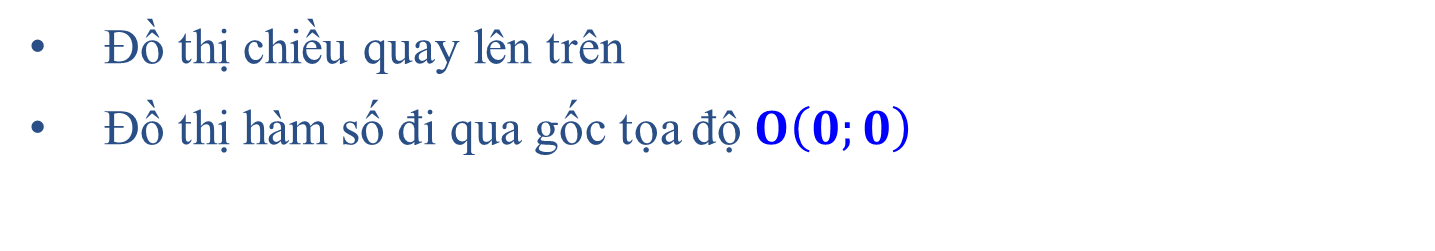 • Đồ thị chiều quay lên trên
• Đồ thị hàm số đi qua gốc tọa độ O(0; 0)